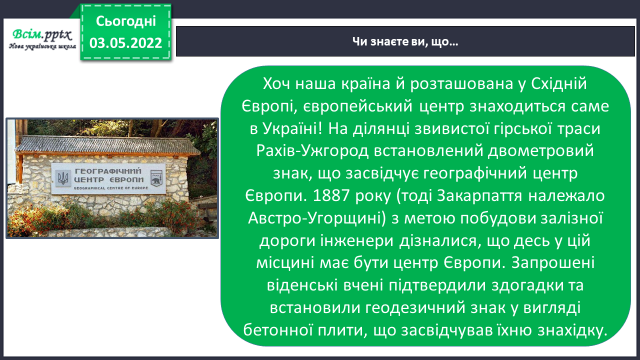 Всім.pptx
Нова українська школа
Сьогодні
03.05.2022
Чи знаєте ви, що…
ГЕОГРАФІЧНИЙ
ЦЕНТР ЄВРОПИ
GEOGRAPHICAL CENTRE OF EUROPE
Хоч наша країна й розташована у Східній
Європі, європейський центр знаходиться саме
в Україні! На ділянці звивистої гірської траси
Рахів-Ужгород встановлений двометровий
знак, що засвідчує географічний центр
Європи. 1887 року (тоді Закарпаття належало
Австро-Угорщині) з метою побудови залізної
дороги інженери дізналися, що десь у цій
місцині має бути центр Європи. Запрошені
віденські вчені підтвердили здогадки та
встановили геодезичний знак у вигляді
бетонної плити, що засвідчував їхню знахідку.